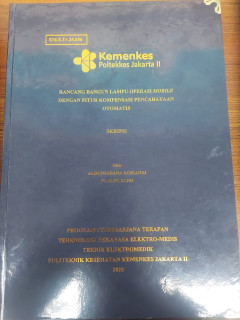 Kemenkes
Poltekkes Jakarta II
RANCANG BANGUN LAMPU OPERASI MOBILE
DENGAN FITUR KOMPENSASI PENCAHAYAAN
OTOMATIS
SKRIPSI
Oleh
PROGRAM STUDI SARJANA TERAPAN
TEKNOLOGI REKAYASA ELEKTRO-MEDIS
TEKNIK ELEKTROMEDIK
POLITEKNIK KESEHATAN KEMENKES JAKARTA II